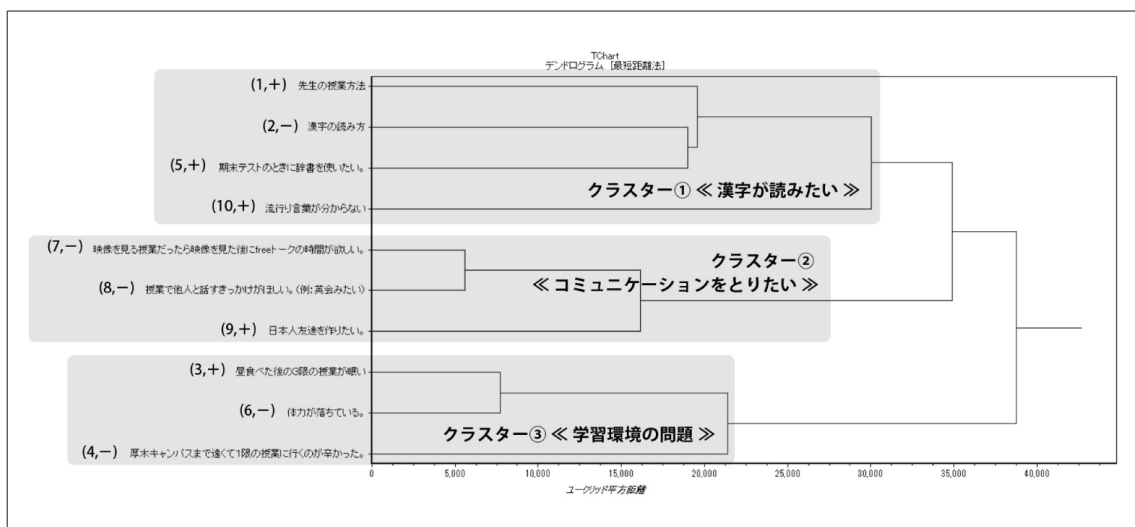 TChart
デンドログラム [最短距離法]
(1,+) 先生の授業方法
(2,−) 漢字の読み方
(5,+) 期末テストのときに辞書を使いたい。
クラスター① ≪ 漢字が読みたい ≫
(10,+) 流行り言葉が分からない
(7,−) 映像を見る授業だったら映像を見た後にfreeトークの時間が欲しい。
クラスター②
(8,−) 授業で他人と話すきっかけがほしい。(例:英会みたい)
≪ コミュニケーションをとりたい ≫
(9,+) 日本人友達を作りたい。
(3,+) 昼食べた後の3限の授業が眠い
(6,−) 体力が落ちている。
クラスター③ ≪ 学習環境の問題 ≫
(4,−) 厚木キャンパスまで遠くて1限の授業に行くのが辛かった。
0 5,000 10,000 15,000 20,000 25,000 30,000 35,000 40,000
ユークリッド平方距離